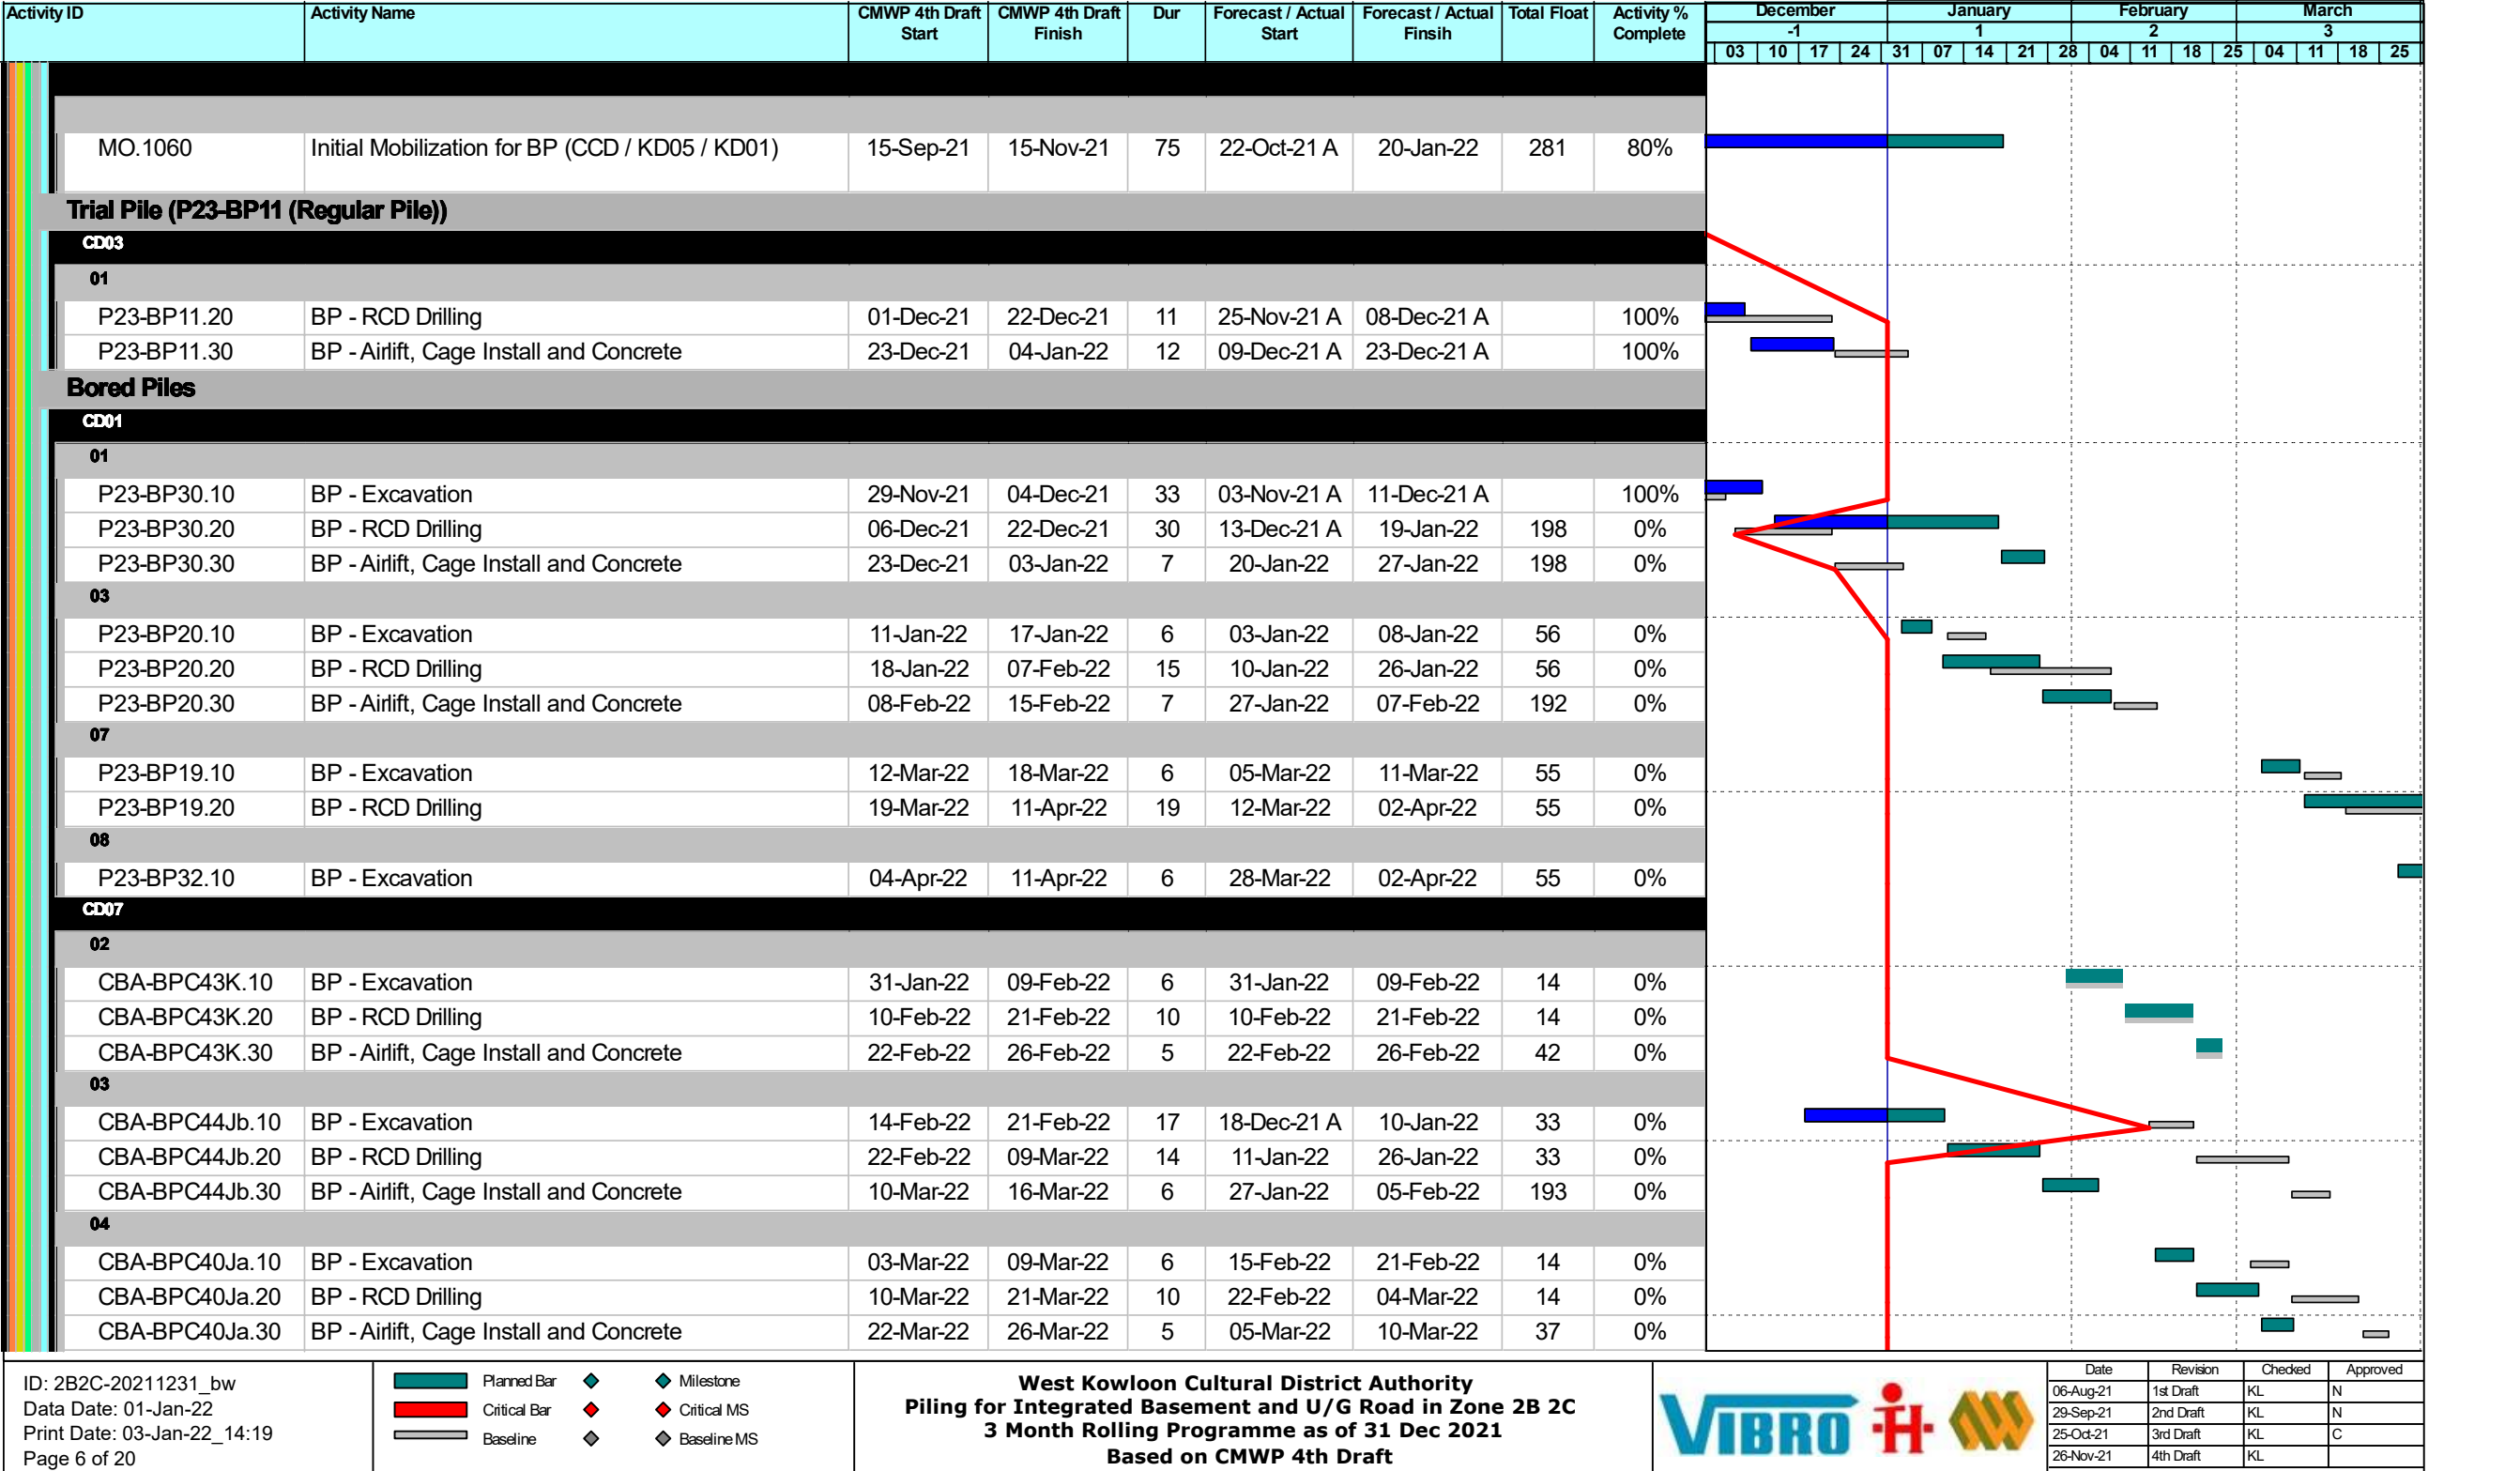 Activity ID Activity Name CMWP 4th Draft Start CMWP 4th Draft Finish Dur Forecast / Actual Start Forecast / Actual Finsih Total Float Activity % Complete December January February March
-1 1 2 3
03 10 17 24 31 07 14 21 28 04 11 18 25 04 11 18 25
MO.1060 Initial Mobilization for BP (CCD / KD05 / KD01) 15-Sep-21 15-Nov-21 75 22-Oct-21 A 20-Jan-22 281 80%
Trial Pile (P23-BP11 (Regular Pile))
CD03
01
P23-BP11.20 BP - RCD Drilling 01-Dec-21 22-Dec-21 11 25-Nov-21 A 08-Dec-21 A 100%
P23-BP11.30 BP - Airlift, Cage Install and Concrete 23-Dec-21 04-Jan-22 12 09-Dec-21 A 23-Dec-21 A 100%
Bored Piles
CD01
01
P23-BP30.10 BP - Excavation 29-Nov-21 04-Dec-21 33 03-Nov-21 A 11-Dec-21 A 100%
P23-BP30.20 BP - RCD Drilling 06-Dec-21 22-Dec-21 30 13-Dec-21 A 19-Jan-22 198 0%
P23-BP30.30 BP - Airlift, Cage Install and Concrete 23-Dec-21 03-Jan-22 7 20-Jan-22 27-Jan-22 198 0%
03
P23-BP20.10 BP - Excavation 11-Jan-22 17-Jan-22 6 03-Jan-22 08-Jan-22 56 0%
P23-BP20.20 BP - RCD Drilling 18-Jan-22 07-Feb-22 15 10-Jan-22 26-Jan-22 56 0%
P23-BP20.30 BP - Airlift, Cage Install and Concrete 08-Feb-22 15-Feb-22 7 27-Jan-22 07-Feb-22 192 0%
07
P23-BP19.10 BP - Excavation 12-Mar-22 18-Mar-22 6 05-Mar-22 11-Mar-22 55 0%
P23-BP19.20 BP - RCD Drilling 19-Mar-22 11-Apr-22 19 12-Mar-22 02-Apr-22 55 0%
08
P23-BP32.10 BP - Excavation 04-Apr-22 11-Apr-22 6 28-Mar-22 02-Apr-22 55 0%
CD07
02
CBA-BPC43K.10 BP - Excavation 31-Jan-22 09-Feb-22 6 31-Jan-22 09-Feb-22 14 0%
CBA-BPC43K.20 BP - RCD Drilling 10-Feb-22 21-Feb-22 10 10-Feb-22 21-Feb-22 14 0%
CBA-BPC43K.30 BP - Airlift, Cage Install and Concrete 22-Feb-22 26-Feb-22 5 22-Feb-22 26-Feb-22 42 0%
03
CBA-BPC44Jb.10 BP - Excavation 14-Feb-22 21-Feb-22 17 18-Dec-21 A 10-Jan-22 33 0%
CBA-BPC44Jb.20 BP - RCD Drilling 22-Feb-22 09-Mar-22 14 11-Jan-22 26-Jan-22 33 0%
CBA-BPC44Jb.30 BP - Airlift, Cage Install and Concrete 10-Mar-22 16-Mar-22 6 27-Jan-22 05-Feb-22 193 0%
04
CBA-BPC40Ja.10 BP - Excavation 03-Mar-22 09-Mar-22 6 15-Feb-22 21-Feb-22 14 0%
CBA-BPC40Ja.20 BP - RCD Drilling 10-Mar-22 21-Mar-22 10 22-Feb-22 04-Mar-22 14 0%
CBA-BPC40Ja.30 BP - Airlift, Cage Install and Concrete 22-Mar-22 26-Mar-22 5 05-Mar-22 10-Mar-22 37 0%
ID: 2B2C-20211231_bw
Data Date: 01-Jan-22
Print Date: 03-Jan-22_14:19
Page 6 of 20
Planned Bar Milestone
Critical Bar Critical MS
Baseline Baseline MS
West Kowloon Cultural District Authority
Piling for Integrated Basement and U/G Road in Zone 2B 2C
3 Month Rolling Programme as of 31 Dec 2021
Based on CMWP 4th Draft
VIBRO
Date Revision Checked Approved
06-Aug-21 1st Draft KL N
29-Sep-21 2nd Draft KL N
25-Oct-21 3rd Draft KL C
26-Nov-21 4th Draft KL